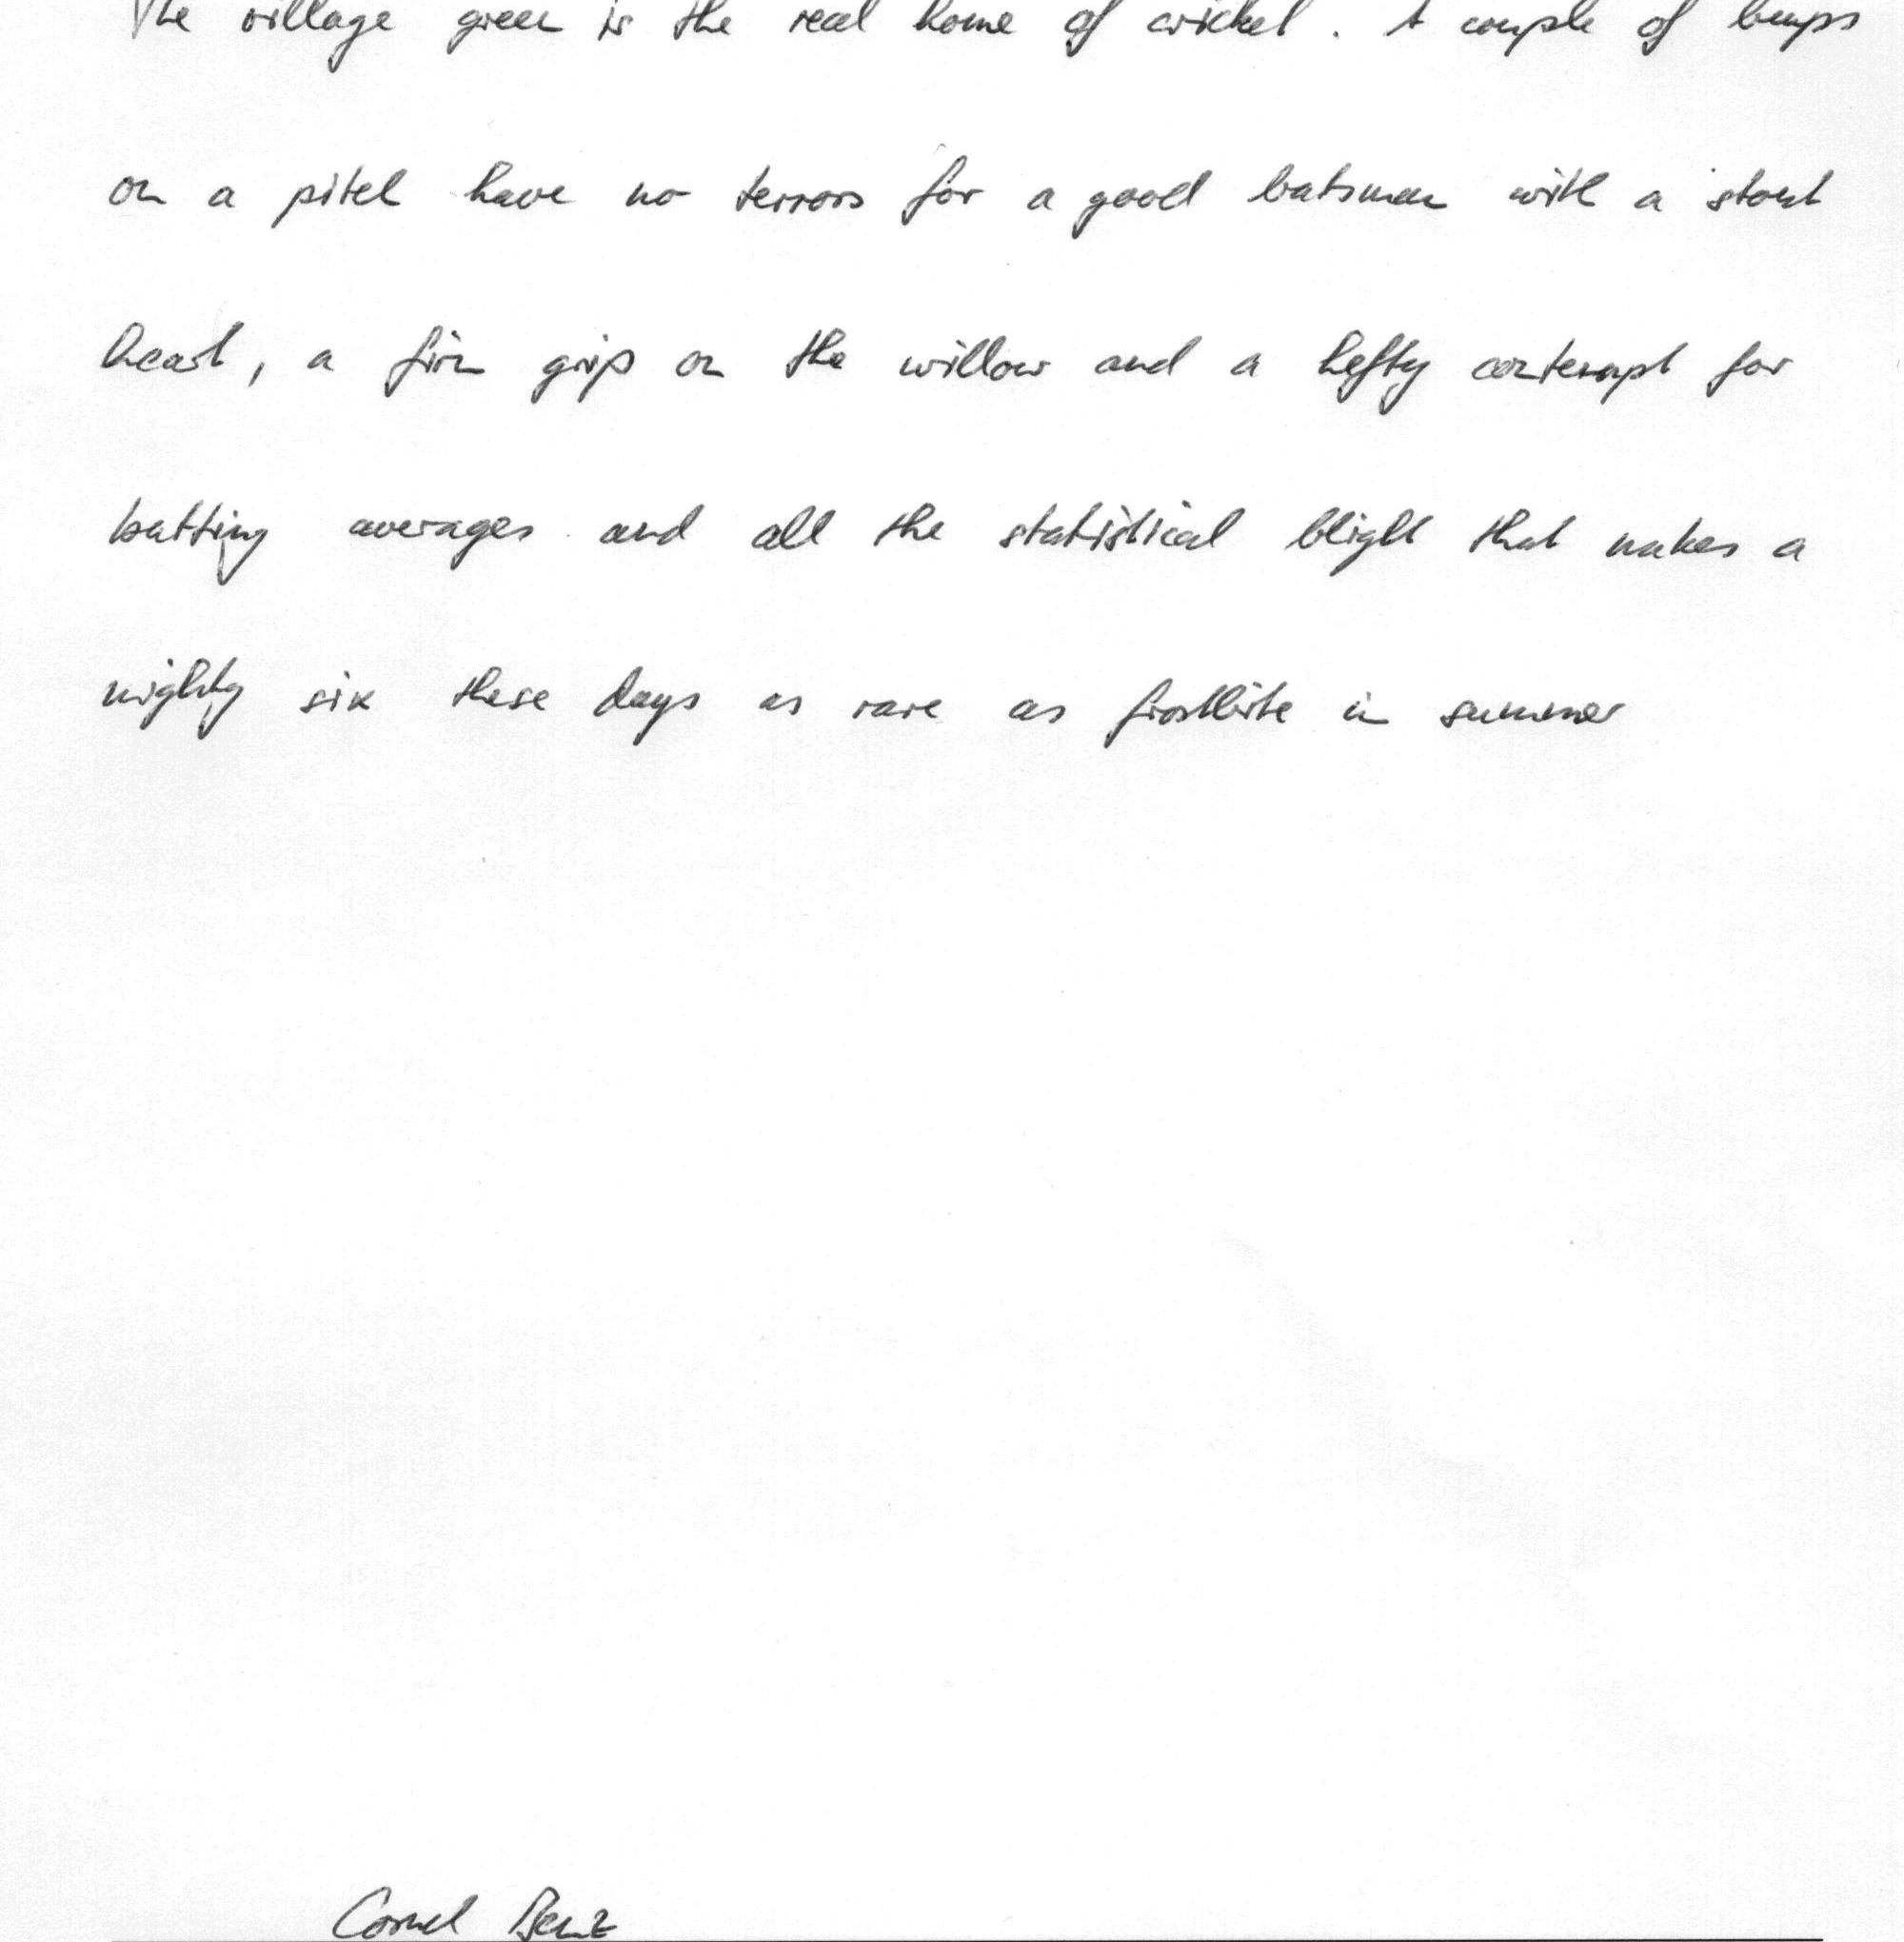 The village green is the real home of cricket. A couple of bumps
on a pitch have no terrors for a good batsman with a stout
heart, a firm grip on the willow and a hefty contempt for
batting averages and all the statistical blight that makes a
mighty six these days as rare as frostbite in summer
Cornel